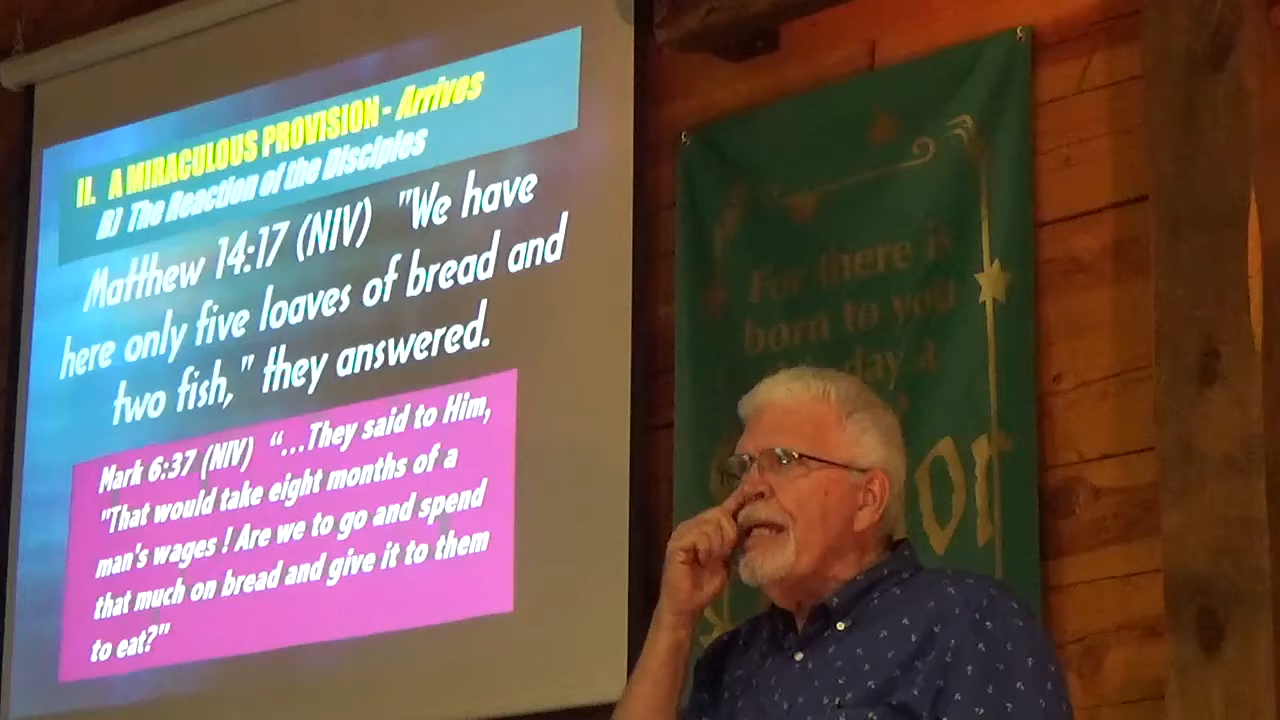 II. A MIRACULOUS PROVISION - Arrives
B) The Reaction of the Disciples
Matthew 14:17 (NIV) "We have
here only five loaves of bread and
two fish," they answered.
Mark 6:37 (NIV) “...They said to Him,
"That would take eight months of a
man's wages ! Are we to go and spend
that much on bread and give it to them
to eat?"
For there is
born to you
day a